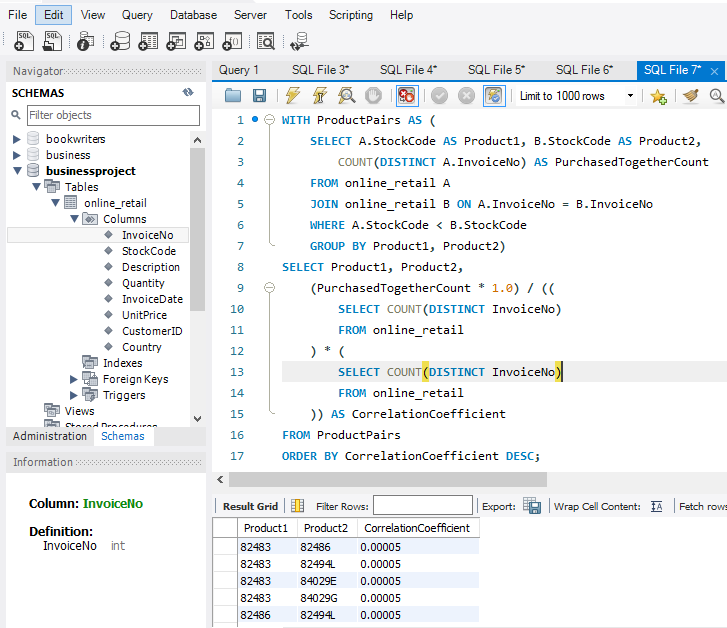 File Edit View Query Database Server Tools Scripting Help
Navigator
SCHEMAS
Filter objects
bookwriters
business
businessproject
Tables
online_retail
Columns
InvoiceNo
StockCode
Description
Quantity
InvoiceDate
UnitPrice
CustomerID
Country
Indexes
Foreign Keys
Triggers
Views
Stored Procedures
Administration Schemas
Information
Column: InvoiceNo
Definition:
InvoiceNo int
Query 1 SQL File 3* SQL File 4* SQL File 5* SQL File 6* SQL File 7*
Limit to 1000 rows
1 WITH ProductPairs AS (
2 SELECT A.StockCode AS Product1, B.StockCode AS Product2,
3 COUNT(DISTINCT A.InvoiceNo) AS PurchasedTogetherCount
4 FROM online_retail A
5 JOIN online_retail B ON A.InvoiceNo = B.InvoiceNo
6 WHERE A.StockCode < B.StockCode
7 GROUP BY Product1, Product2)
8 SELECT Product1, Product2,
9 (PurchasedTogetherCount * 1.0) / ((
10 SELECT COUNT(DISTINCT InvoiceNo)
11 FROM online_retail
12 ) * (
13 SELECT COUNT(DISTINCT InvoiceNo)
14 FROM online_retail
15 )) AS CorrelationCoefficient
16 FROM ProductPairs
17 ORDER BY CorrelationCoefficient DESC;
Result Grid Filter Rows: Export: Wrap Cell Content: Fetch rows
Product1 Product2 CorrelationCoefficient
82483 82486 0.00005
82483 82494L 0.00005
82483 84029E 0.00005
82483 84029G 0.00005
82486 82494L 0.00005